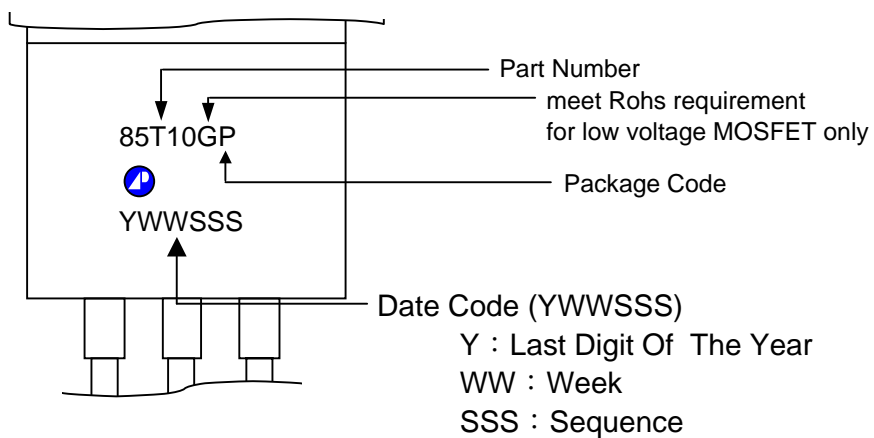 Part Number
meet Rohs requirement
for low voltage MOSFET only
85T10GP
Package Code
YWWSSS
Date Code (YWWSSS)
Y：Last Digit Of The Year
WW：Week
SSS：Sequence